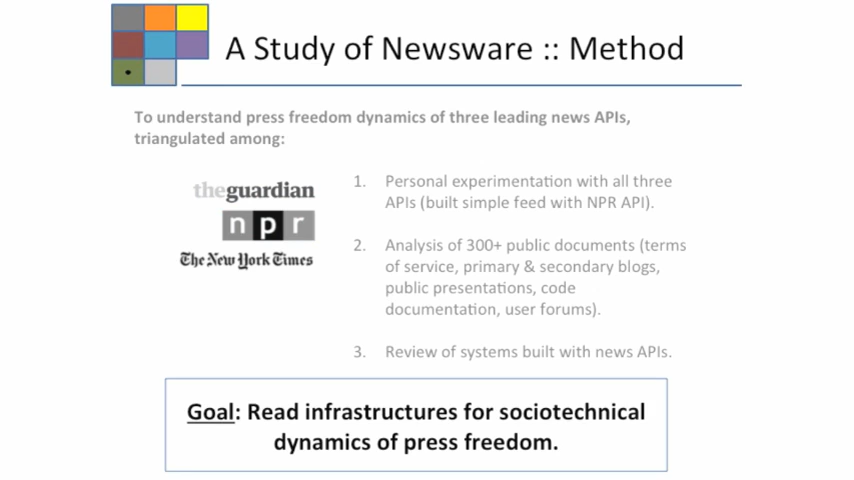 A Study of Newsware :: Method
To understand press freedom dynamics of three leading news APIs,
triangulated among:
theguardian
npr
The New York Times
1. Personal experimentation with all three
APIs (built simple feed with NPR API).
2. Analysis of 300+ public documents (terms
of service, primary & secondary blogs,
public presentations, code
documentation, user forums).
3. Review of systems built with news APIs.
Goal: Read infrastructures for sociotechnical
dynamics of press freedom.